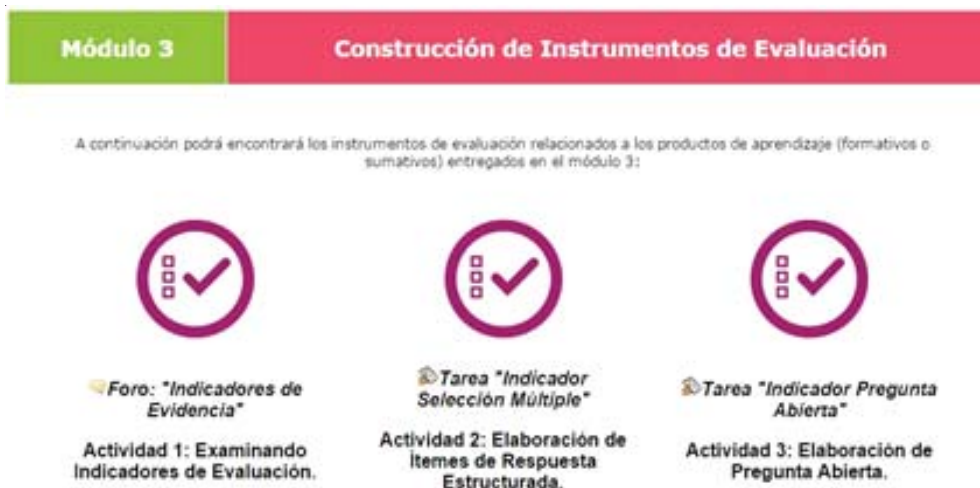 Módulo 3
Construcción de Instrumentos de Evaluación
A continuación podrá encontrará los instrumentos de evaluación relacionados a los productos de aprendizaje (formativos o
sumativos) entregados en el módulo 3:
Foro: "Indicadores de
Evidencia"
Actividad 1: Examinando
Indicadores de Evaluación.
Tarea "Indicador
Selección Múltiple"
Actividad 2: Elaboración de
Ítemes de Respuesta
Estructurada.
Tarea "Indicador Pregunta
Abierta"
Actividad 3: Elaboración de
Pregunta Abierta.